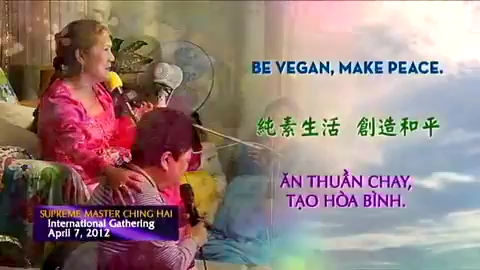 BE VEGAN, MAKE PEACE.
純素生活 創造和平
ĂN THUẦN CHAY,
TẠO HÒA BÌNH.
SUPREME MASTER CHING HAI
International Gathering
April 7, 2012